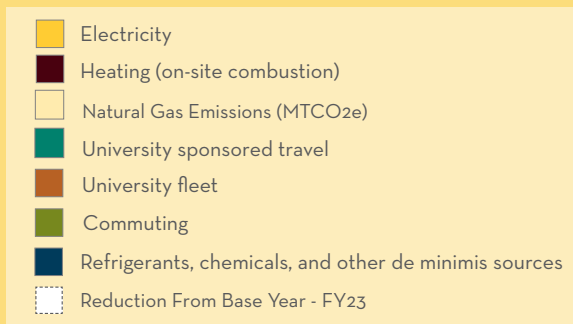 Electricity
Heating (on-site combustion)
Natural Gas Emissions (MTCO2e)
University sponsored travel
University fleet
Commuting
Refrigerants, chemicals, and other de minimis sources
Reduction From Base Year - FY23